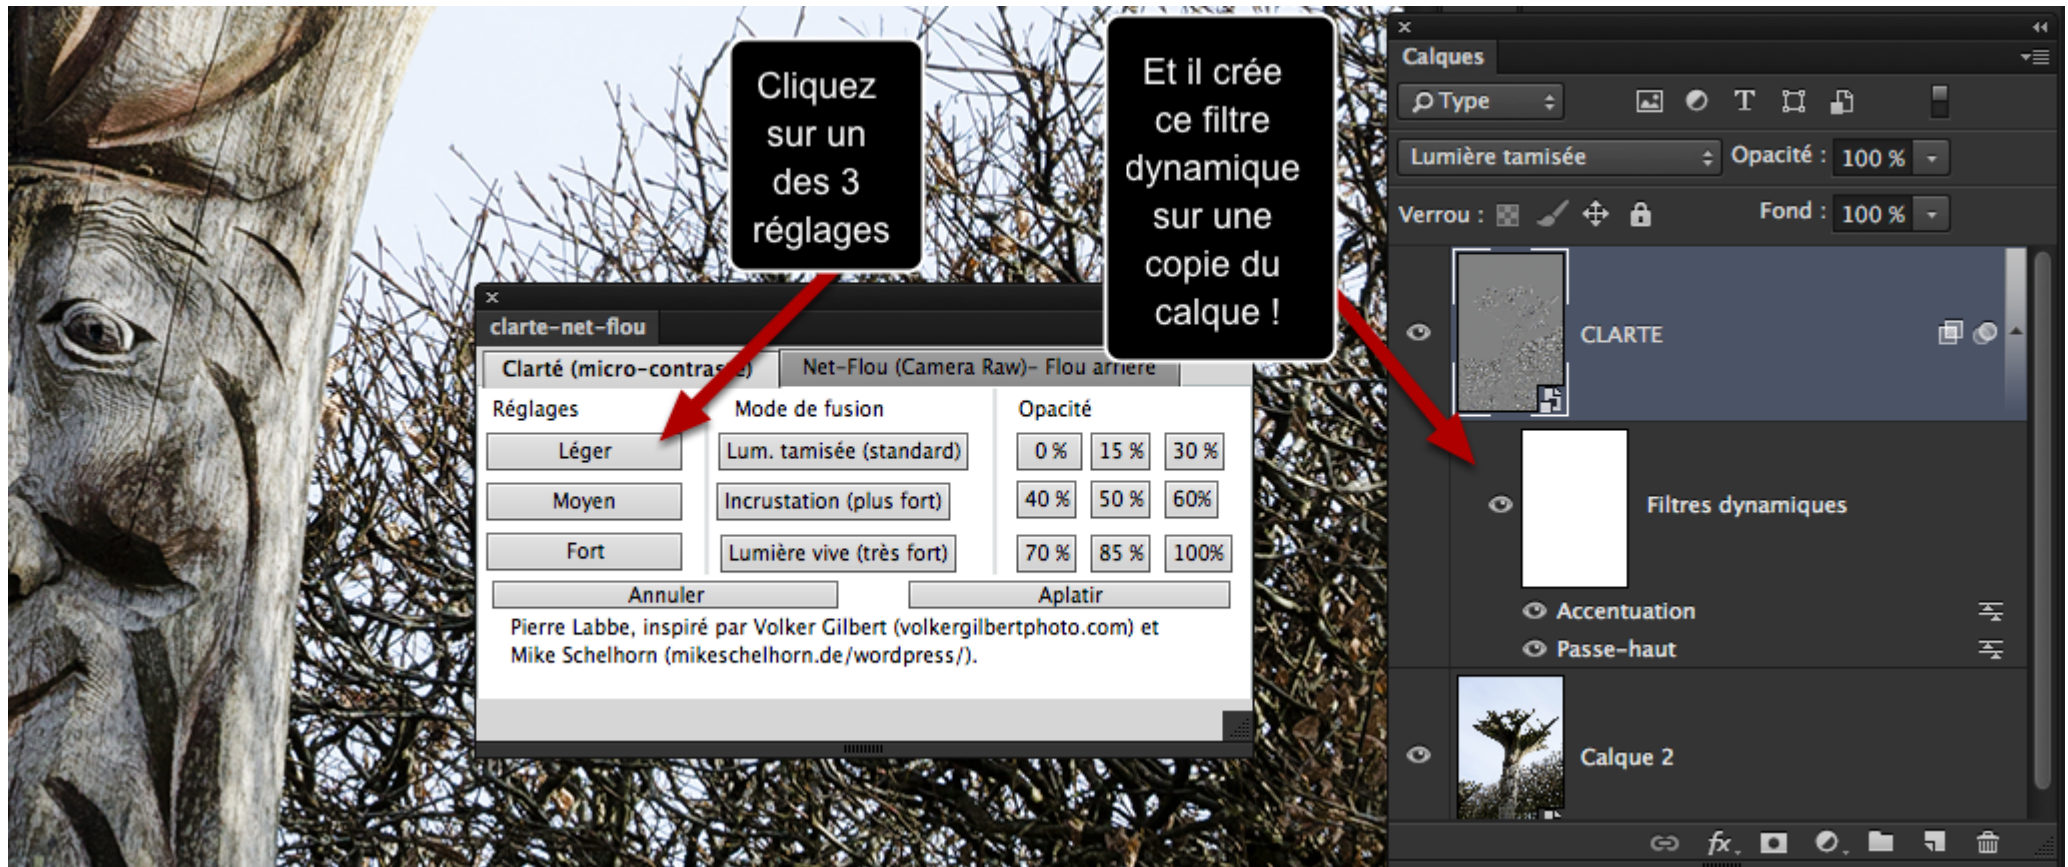 Cliquez
sur un
des 3
réglages
Et il crée
ce filtre
dynamique
sur une
copie du
calque !
clarte-net-flou
Clarté (micro-contraste)
Net-Flou (Camera Raw)- Flou arrière
Réglages
Mode de fusion
Opacité
Léger
Lum. tamisée (standard)
0 %
15 %
30 %
Moyen
Incrustation (plus fort)
40 %
50 %
60%
Fort
Lumière vive (très fort)
70 %
85 %
100%
Annuler
Aplatir
Pierre Labbe, inspiré par Volker Gilbert (volkergilbertphoto.com) et
Mike Schelhorn (mikeschelhorn.de/wordpress/).
Calques
Type
T
Lumière tamisée
Opacité :
100 %
Verrou :
Fond :
100 %
CLARTE
Filtres dynamiques
Accentuation
Passe-haut
Calque 2
fx.